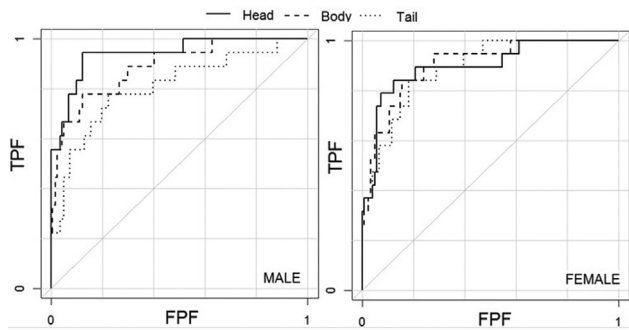 Head Body Tail
1
TPF
0
MALE
0 FPF 1
1
TPF
0
FEMALE
0 FPF 1